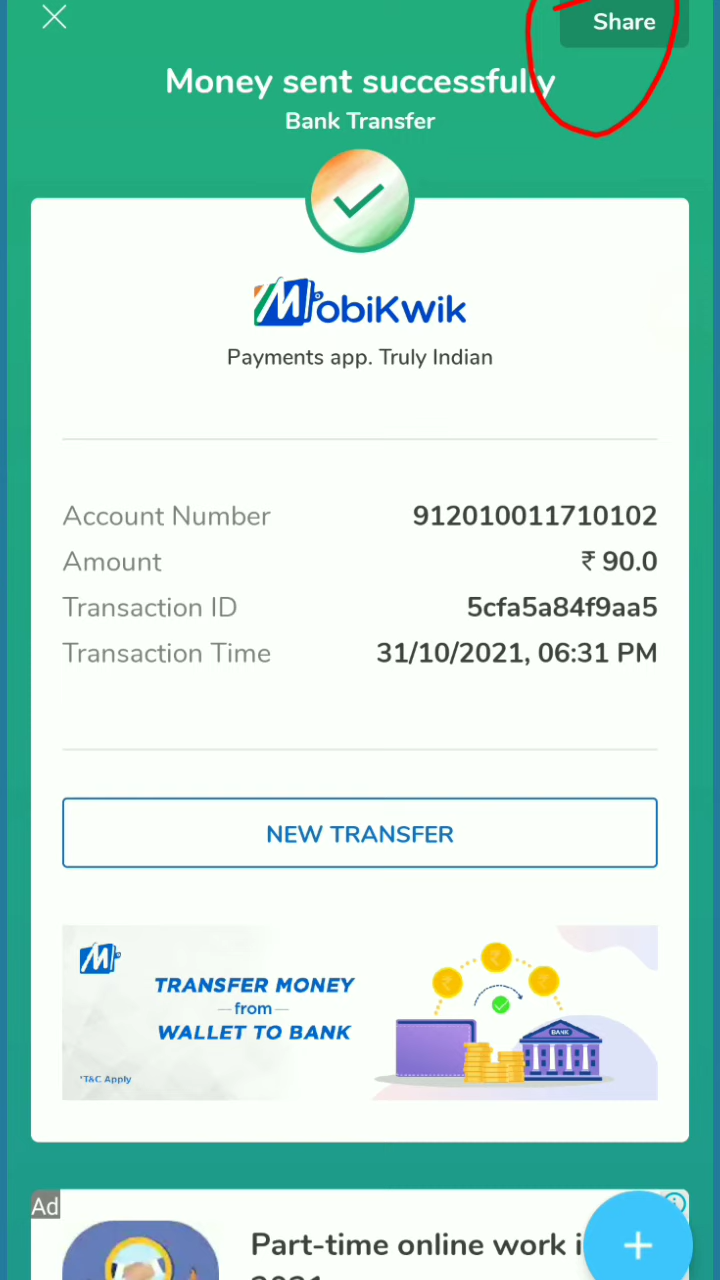 Share
Money sent successfully
Bank Transfer
MobiKwik
Payments app. Truly Indian
Account Number 912010011710102
Amount ₹ 90.0
Transaction ID 5cfa5a84f9aa5
Transaction Time 31/10/2021, 06:31 PM
NEW TRANSFER
TRANSFER MONEY
from
WALLET TO BANK
BANK
*T&C Apply
Ad
Part-time online work i